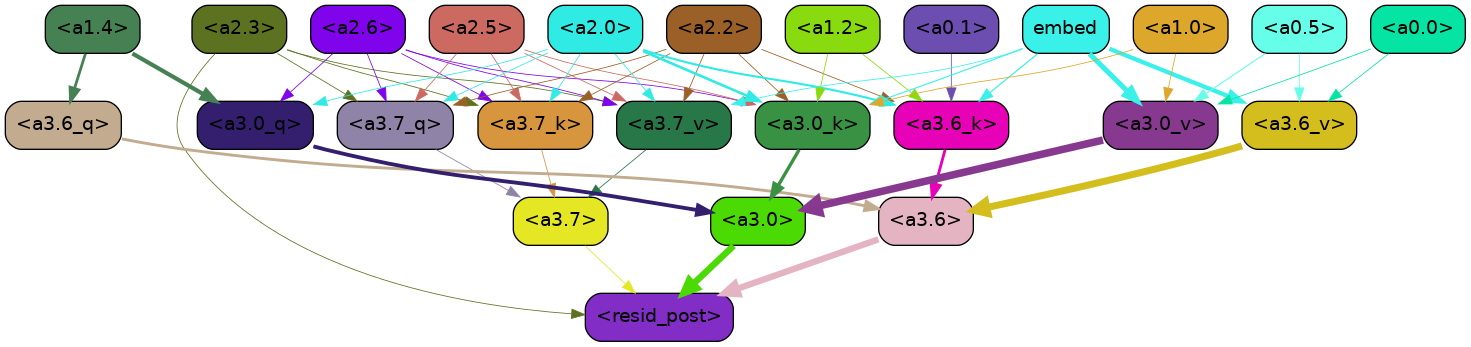 <a1.4> <a2.3> <a2.6> <a2.5> <a2.0> <a2.2> <a1.2> <a0.1> embed <a1.0> <a0.5> <a0.0>
<a3.6_q> <a3.0_q> <a3.7_q> <a3.7_k> <a3.7_v> <a3.0_k> <a3.6_k> <a3.0_v> <a3.6_v>
<a3.7> <a3.0> <a3.6>
<resid_post>